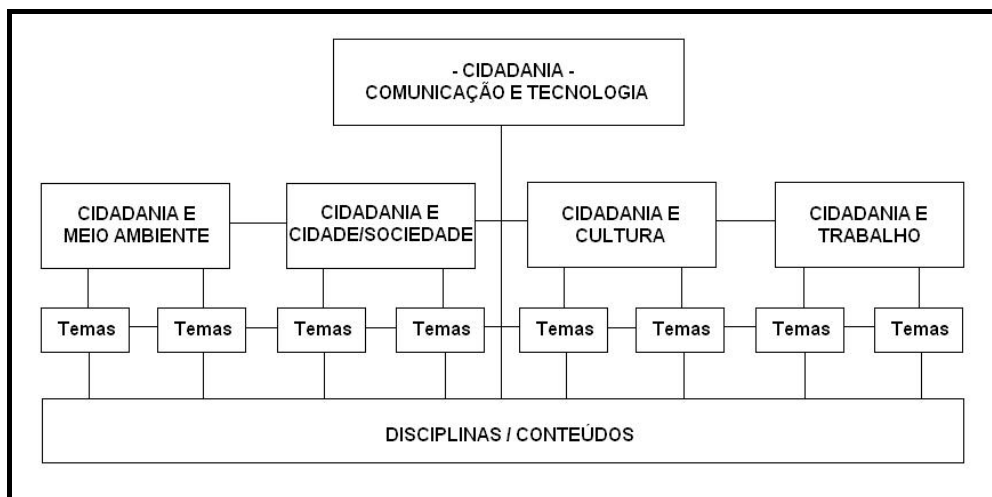 - CIDADANIA -
COMUNICAÇÃO E TECNOLOGIA
CIDADANIA E
MEIO AMBIENTE
CIDADANIA E
CIDADE/SOCIEDADE
CIDADANIA E
CULTURA
CIDADANIA E
TRABALHO
Temas
Temas
Temas
Temas
Temas
Temas
Temas
Temas
DISCIPLINAS / CONTEÚDOS